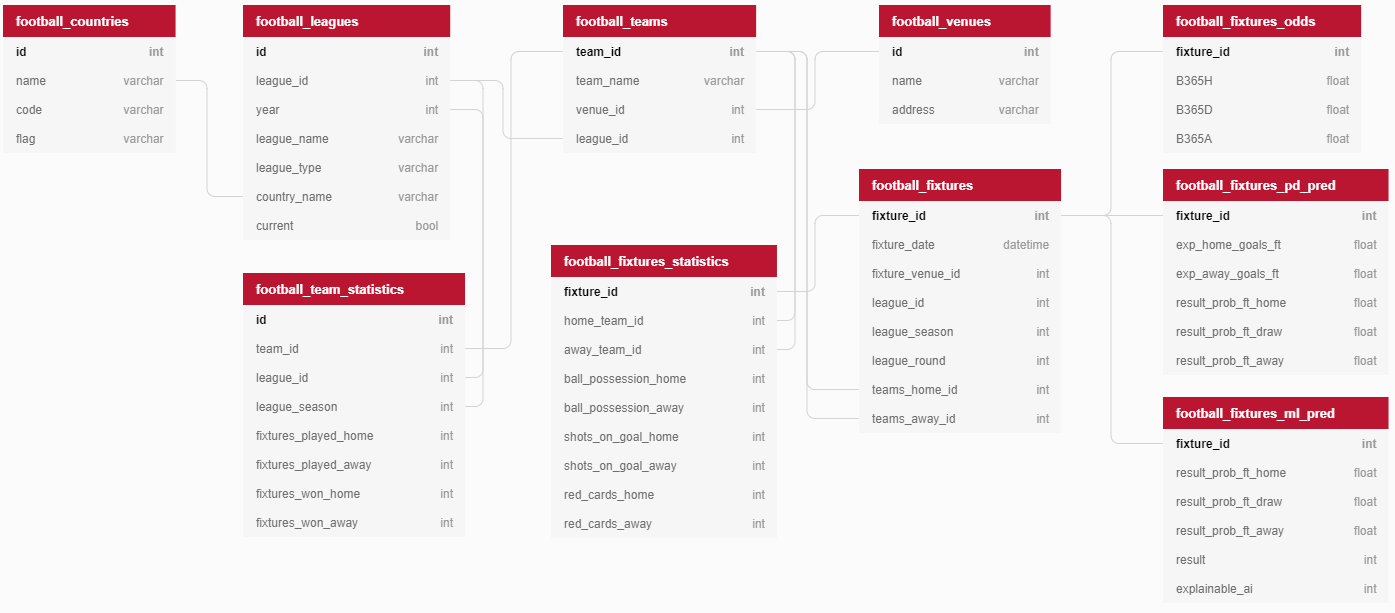 football_countries
id int
name varchar
code varchar
flag varchar
football_leagues
id int
league_id int
year int
league_name varchar
league_type varchar
country_name varchar
current bool
football_teams
team_id int
team_name varchar
venue_id int
league_id int
football_venues
id int
name varchar
address varchar
football_fixtures_odds
fixture_id int
B365H float
B365D float
B365A float
football_team_statistics
id int
team_id int
league_id int
league_season int
fixtures_played_home int
fixtures_played_away int
fixtures_won_home int
fixtures_won_away int
football_fixtures_statistics
fixture_id int
home_team_id int
away_team_id int
ball_possession_home int
ball_possession_away int
shots_on_goal_home int
shots_on_goal_away int
red_cards_home int
red_cards_away int
football_fixtures
fixture_id int
fixture_date datetime
fixture_venue_id int
league_id int
league_season int
league_round int
teams_home_id int
teams_away_id int
football_fixtures_pd_pred
fixture_id int
exp_home_goals_ft float
exp_away_goals_ft float
result_prob_ft_home float
result_prob_ft_draw float
result_prob_ft_away float
football_fixtures_ml_pred
fixture_id int
result_prob_ft_home float
result_prob_ft_draw float
result_prob_ft_away float
result int
explainable_ai int